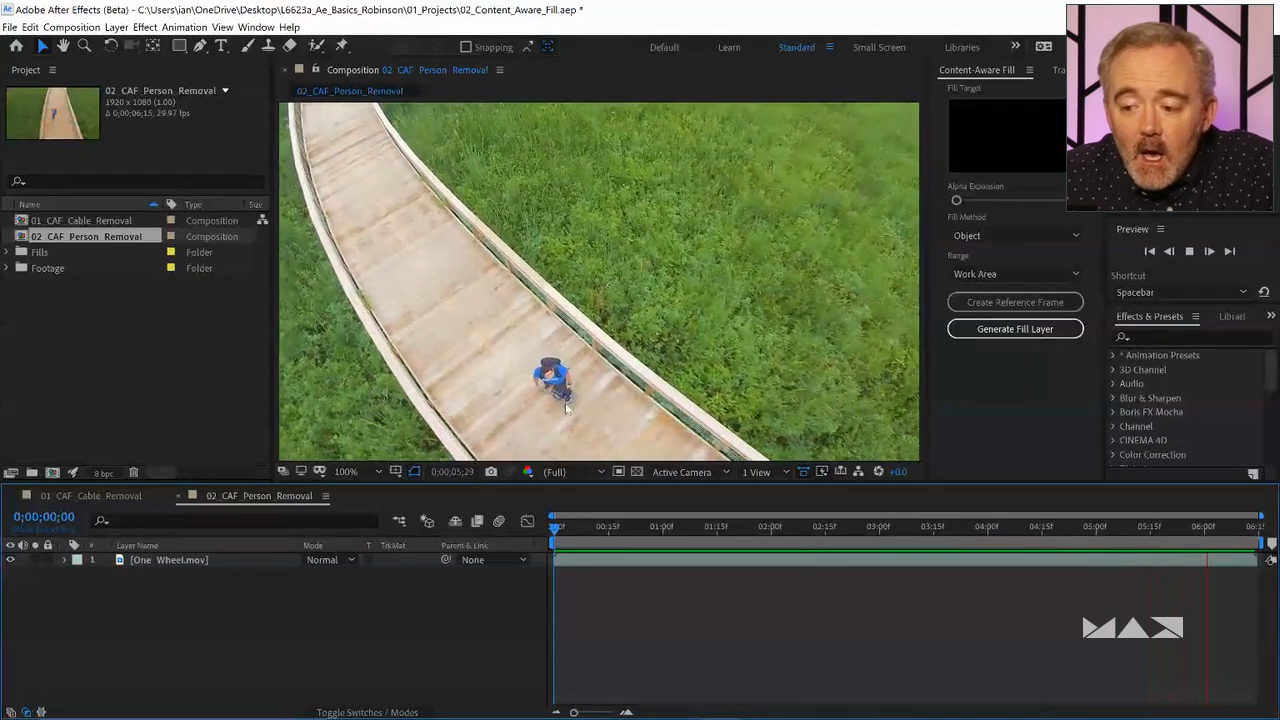 Adobe After Effects (Beta) - C:\Users\ian\OneDrive\Desktop\L6623a_Ae_Basics_Robinson\01_Projects\02_Content_Aware_Fill.aep *
File Edit Composition Layer Effect Animation View Window Help
Snapping
Default Learn Standard Small Screen Libraries
Project
Composition 02_CAF_Person_Removal
Content-Aware Fill
02_CAF_Person_Removal
1920 x 1080 (1.00)
Δ 0;00;06;15, 29.97 fps
02_CAF_Person_Removal
Fill Target
Alpha Expansion
Fill Method
Object
Range
Work Area
Create Reference Frame
Generate Fill Layer
Name Type Size
01_CAF_Cable_Removal Composition
02_CAF_Person_Removal Composition
Fills Folder
Footage Folder
Preview
Shortcut
Spacebar
Effects & Presets Librari
* Animation Presets
3D Channel
Audio
Blur & Sharpen
Boris FX Mocha
Channel
CINEMA 4D
Color Correction
8 bpc
100% 0;00;05;29 (Full) Active Camera 1 View +0.0
01_CAF_Cable_Removal 02_CAF_Person_Removal
0;00;00;00
00:15f 01:00f 01:15f 02:00f 02:15f 03:00f 03:15f 04:00f 04:15f 05:00f 05:15f 06:00f
# Layer Name Mode T TrkMat Parent & Link
1 [One_Wheel.mov] Normal None
MAX
Toggle Switches / Modes